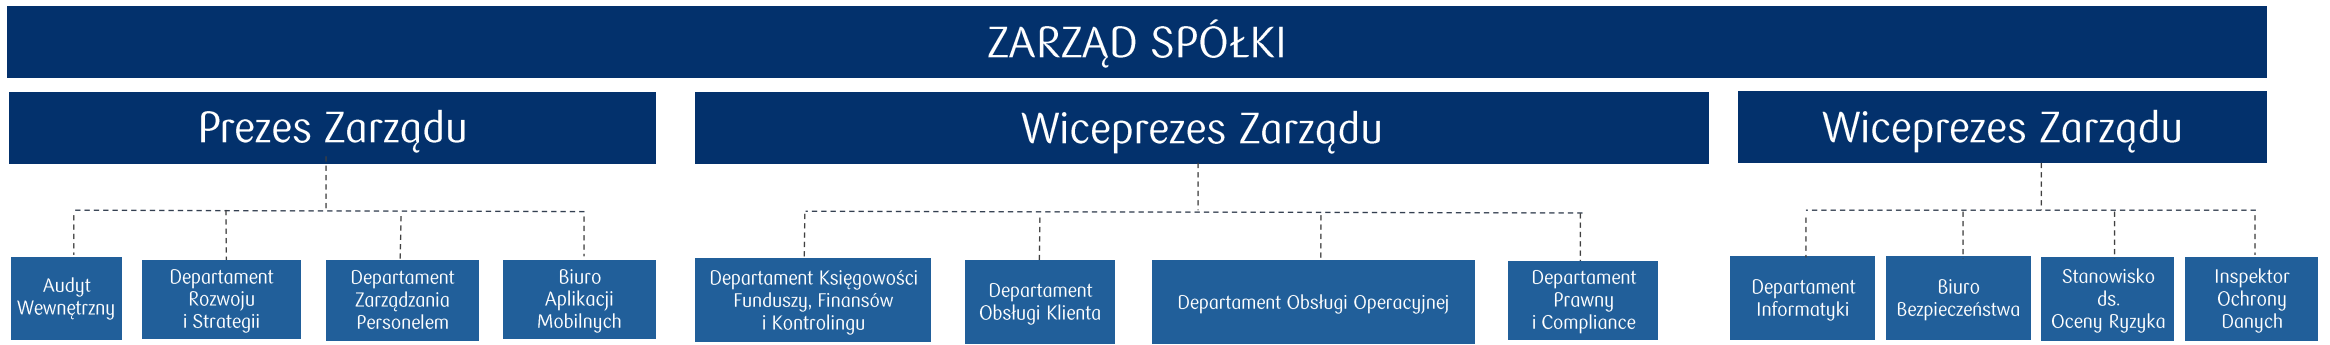 ZARZĄD SPÓŁKI
Prezes Zarządu
Wiceprezes Zarządu
Wiceprezes Zarządu
Audyt
Wewnętrzny
Departament
Rozwoju
i Strategii
Departament
Zarządzania
Personelem
Biuro
Aplikacji
Mobilnych
Departament Księgowości
Funduszy, Finansów
i Kontrolingu
Departament
Obsługi Klienta
Departament Obsługi Operacyjnej
Departament
Prawny
i Compliance
Departament
Informatyki
Biuro
Bezpieczeństwa
Stanowisko
ds.
Oceny Ryzyka
Inspektor
Ochrony
Danych